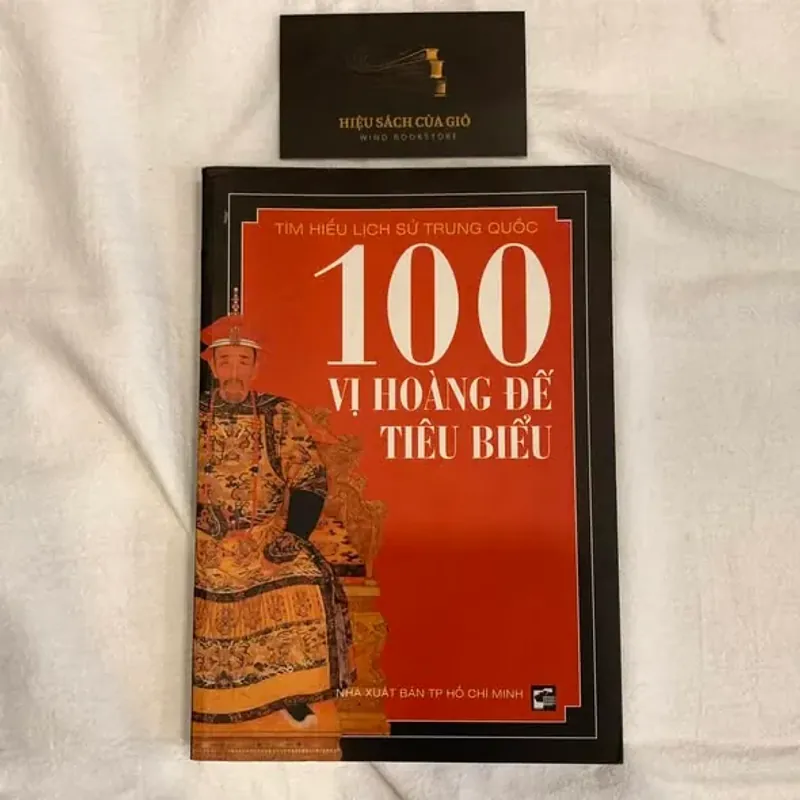 HIỆU SÁCH CỦA GIÓ
WIND BOOKSTORE
TÌM HIỂU LỊCH SỬ TRUNG QUỐC
100
VỊ HOÀNG ĐẾ
TIÊU BIỂU
NHÀ XUẤT BẢN TP HỒ CHÍ MINH